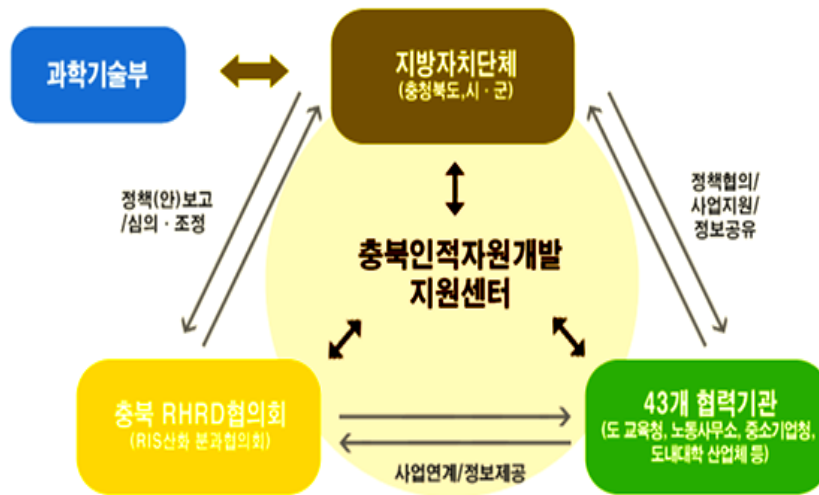 과학기술부
지방자치단체
(충청북도,시 · 군)
정책(안)보고
/심의 · 조정
정책협의/
사업지원/
정보공유
충북인적자원개발
지원센터
충북 RHRD협의회
(RIS산화 분과협의회)
43개 협력기관
(도 교육청, 노동사무소, 중소기업청,
도내대학 산업체 등)
사업연계/정보제공